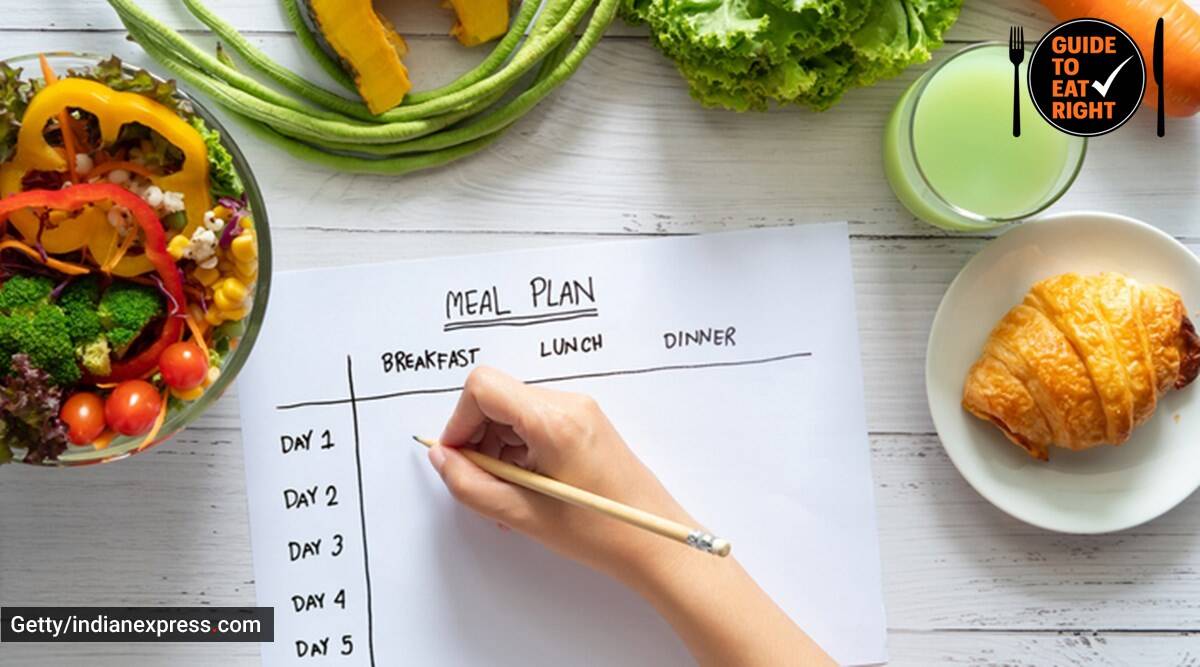 GUIDE
TO
EAT
RIGHT
MEAL PLAN
BREAKFAST LUNCH DINNER
DAY 1
DAY 2
DAY 3
DAY 4
DAY 5
Getty/indianexpress.com